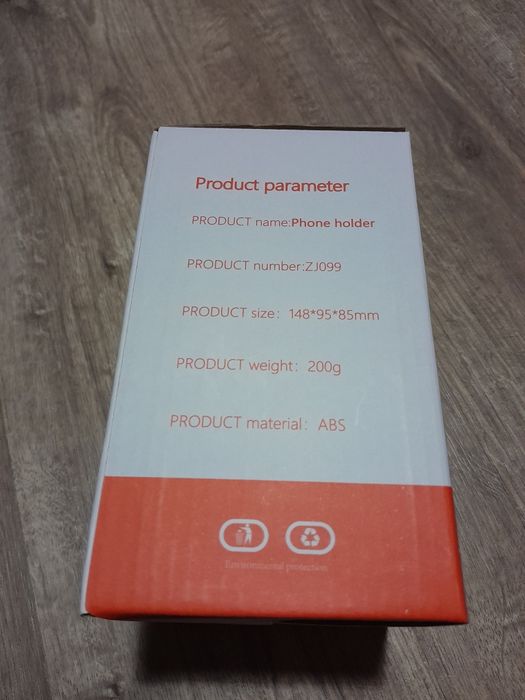 Product parameter
PRODUCT name:Phone holder
PRODUCT number:ZJ099
PRODUCT size: 148*95*85mm
PRODUCT weight: 200g
PRODUCT material: ABS
Environmental protection